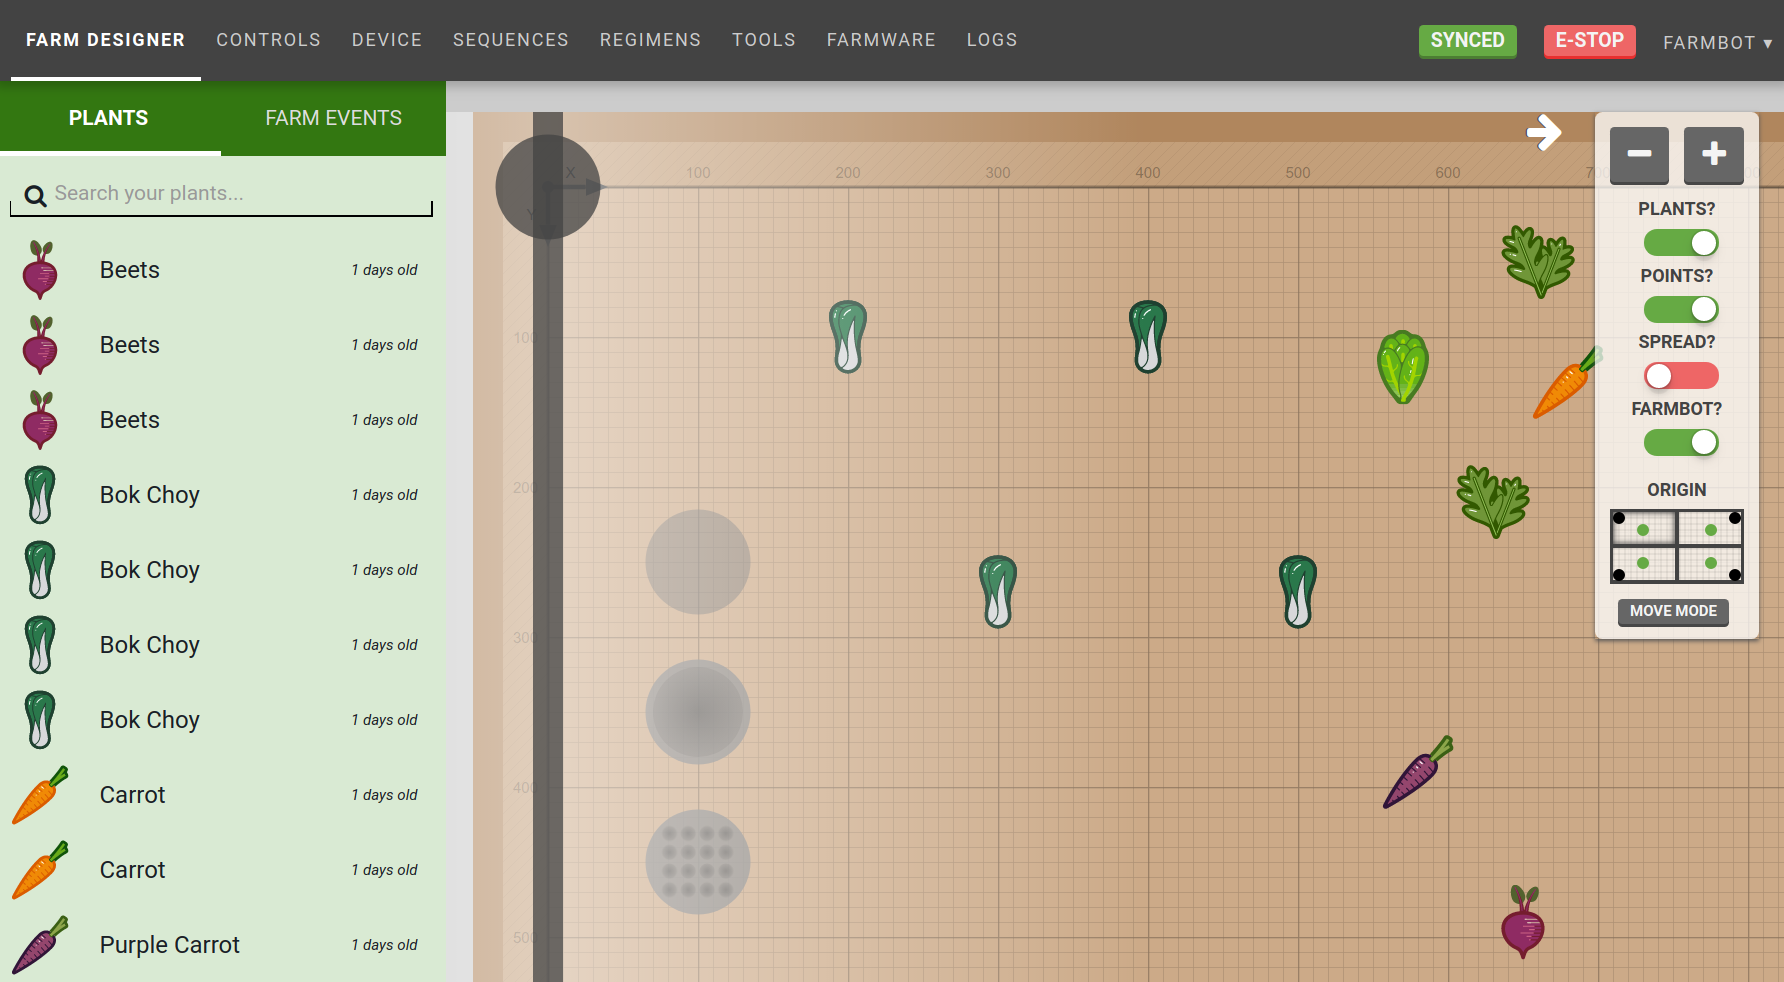 FARM DESIGNER CONTROLS DEVICE SEQUENCES REGIMENS TOOLS FARMWARE LOGS SYNCED E-STOP FARMBOT ▾
PLANTS FARM EVENTS
Search your plants...
Beets 1 days old
Beets 1 days old
Beets 1 days old
Bok Choy 1 days old
Bok Choy 1 days old
Bok Choy 1 days old
Bok Choy 1 days old
Carrot 1 days old
Carrot 1 days old
Purple Carrot 1 days old
X 100 200 300 400 500 600
Y
100
200
300
400
500
PLANTS?
POINTS?
SPREAD?
FARMBOT?
ORIGIN
MOVE MODE